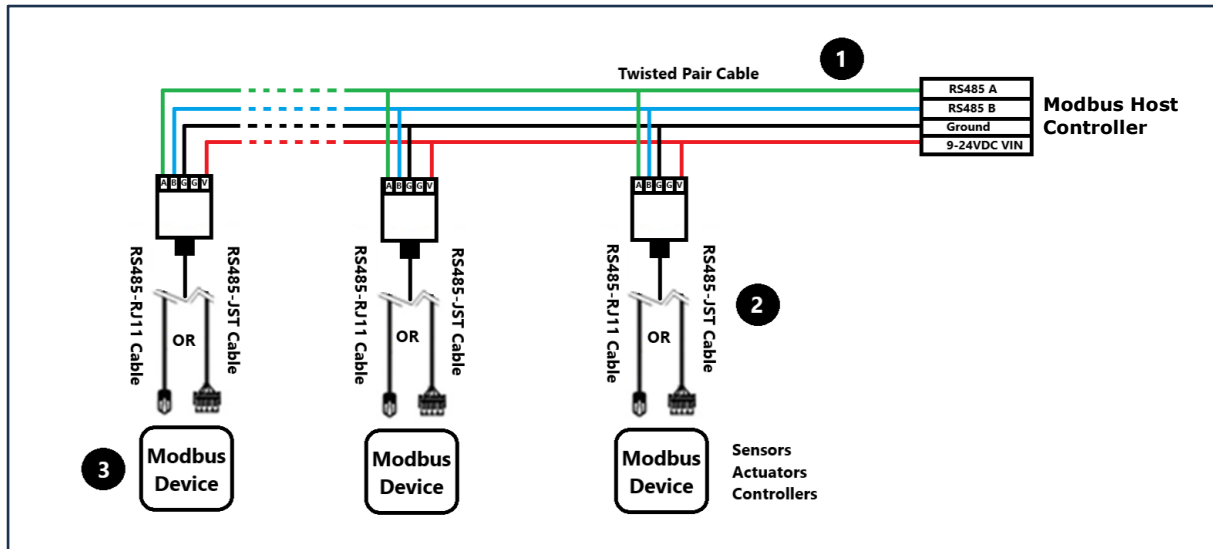 1
Twisted Pair Cable
RS485 A
RS485 B
Ground
9-24VDC VIN
Modbus Host
Controller
A B G G V
A B G G V
A B G G V
RS485-RJ11 Cable
OR
RS485-JST Cable
RS485-RJ11 Cable
OR
RS485-JST Cable
RS485-RJ11 Cable
OR
RS485-JST Cable
2
3
Modbus
Device
Modbus
Device
Modbus
Device
Sensors
Actuators
Controllers